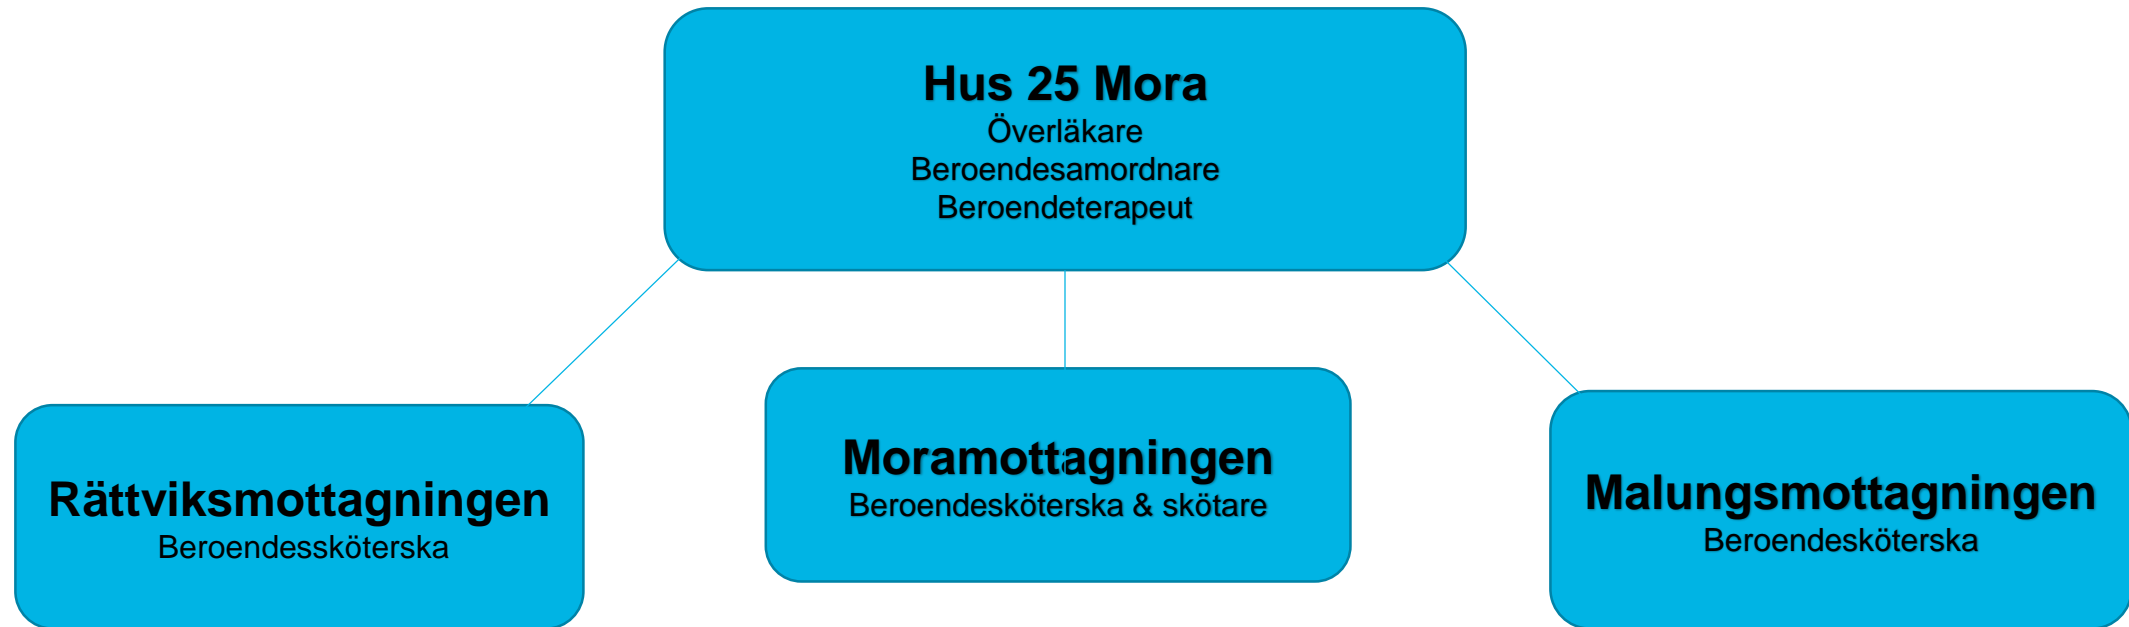 Hus 25 Mora
Överläkare
Beroendesamordnare
Beroendeterapeut
Rättviksmottagningen
Beroendessköterska
Moramottagningen
Beroendesköterska & skötare
Malungsmottagningen
Beroendesköterska